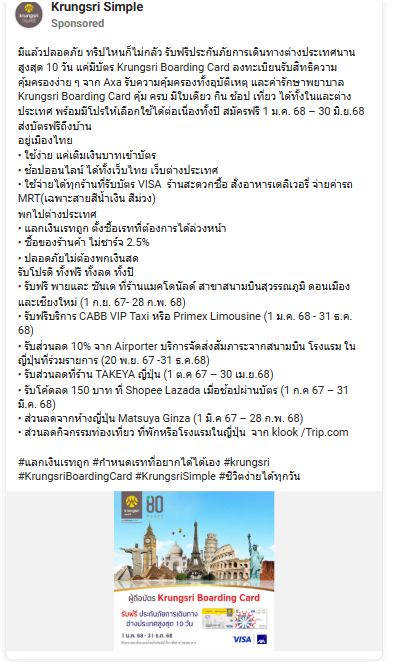 Krungsri Simple
Sponsored
มีแล้วปลอดภัย ทริปไหนก็ไม่กลัว รับฟรีประกันภัยการเดินทางต่างประเทศนาน
สูงสุด 10 วัน แค่มีบัตร Krungsri Boarding Card ลงทะเบียนรับสิทธิความ
คุ้มครองง่าย ๆ จาก Axa รับความคุ้มครองทั้งอุบัติเหตุ และค่ารักษาพยาบาล
Krungsri Boarding Card คุ้ม ครบ มีใบเดียว กิน ช้อป เที่ยว ได้ทั้งในและต่าง
ประเทศ พร้อมมีโปรให้เลือกใช้ได้ต่อเนื่องทั้งปี สมัครฟรี 1 ม.ค. 68 – 30 มิ.ย.68
ส่งบัตรฟรีถึงบ้าน
อยู่เมืองไทย
• ใช้ง่าย แค่เติมเงินบาทเข้าบัตร
• ช้อปออนไลน์ ได้ทั้งเว็บไทย เว็บต่างประเทศ
• ใช้จ่ายได้ทุกร้านที่รับบัตร VISA ร้านสะดวกซื้อ สั่งอาหารเดลิเวอรี่ จ่ายค่ารถ
MRT(เฉพาะสายสีน้ำเงิน สีม่วง)
พกไปต่างประเทศ
• แลกเงินเรทถูก ตั้งซื้อเรทที่ต้องการได้ล่วงหน้า
• ซื้อของร้านค้า ไม่ชาร์จ 2.5%
• ปลอดภัยไม่ต้องพกเงินสด
รับโปรดี ทั้งฟรี ทั้งลด ทั้งปี
• รับฟรี พายและ ซันเด ที่ร้านแมคโดนัลด์ สาขาสนามบินสุวรรณภูมิ ดอนเมือง
และเชียงใหม่ (1 ก.ย. 67- 28 ก.พ. 68)
• รับฟรีบริการ CABB VIP Taxi หรือ Primex Limousine (1 ม.ค. 68 - 31 ธ.ค.
68)
• รับส่วนลด 10% จาก Airporter บริการจัดส่งสัมภาระจากสนามบิน โรงแรม ใน
ญี่ปุ่นที่ร่วมรายการ (20 พ.ย. 67 -31 ธ.ค.68)
• รับส่วนลดที่ร้าน TAKEYA ญี่ปุ่น (1 ต.ค 67 – 30 เม.ย.68)
• รับโค้ดลด 150 บาท ที่ Shopee Lazada เมื่อช้อปผ่านบัตร (1 ก.ค 67 – 31
มี.ค. 68)
• ส่วนลดจากห้างญี่ปุ่น Matsuya Ginza (1 มี.ค 67 – 28 ก.พ. 68)
• ส่วนลดกิจกรรมท่องเที่ยว ที่พักหรือโรงแรมในญี่ปุ่น จาก klook /Trip.com
#แลกเงินเรทถูก #กำหนดเรทที่อยากได้ได้เอง #krungsri
#KrungsriBoardingCard #KrungsriSimple #ชีวิตง่ายได้ทุกวัน
80
ผู้ถือบัตร Krungsri Boarding Card
รับฟรี ประกันภัยการเดินทาง
ต่างประเทศสูงสุด 10 วัน
1 ม.ค. 68 - 31 ธ.ค. 68
VISA
AXA